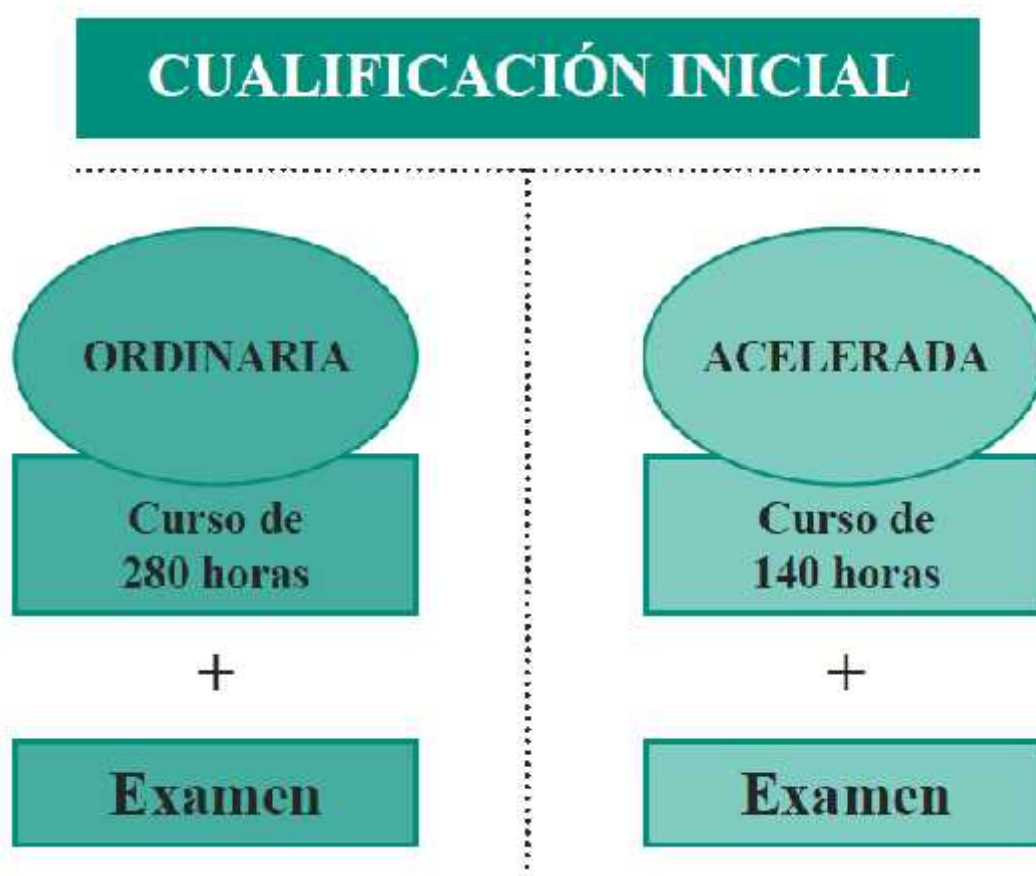 CUALIFICACIÓN INICIAL
ORDINARIA
Curso de
280 horas
+
Examen
ACELERADA
Curso de
140 horas
+
Examen